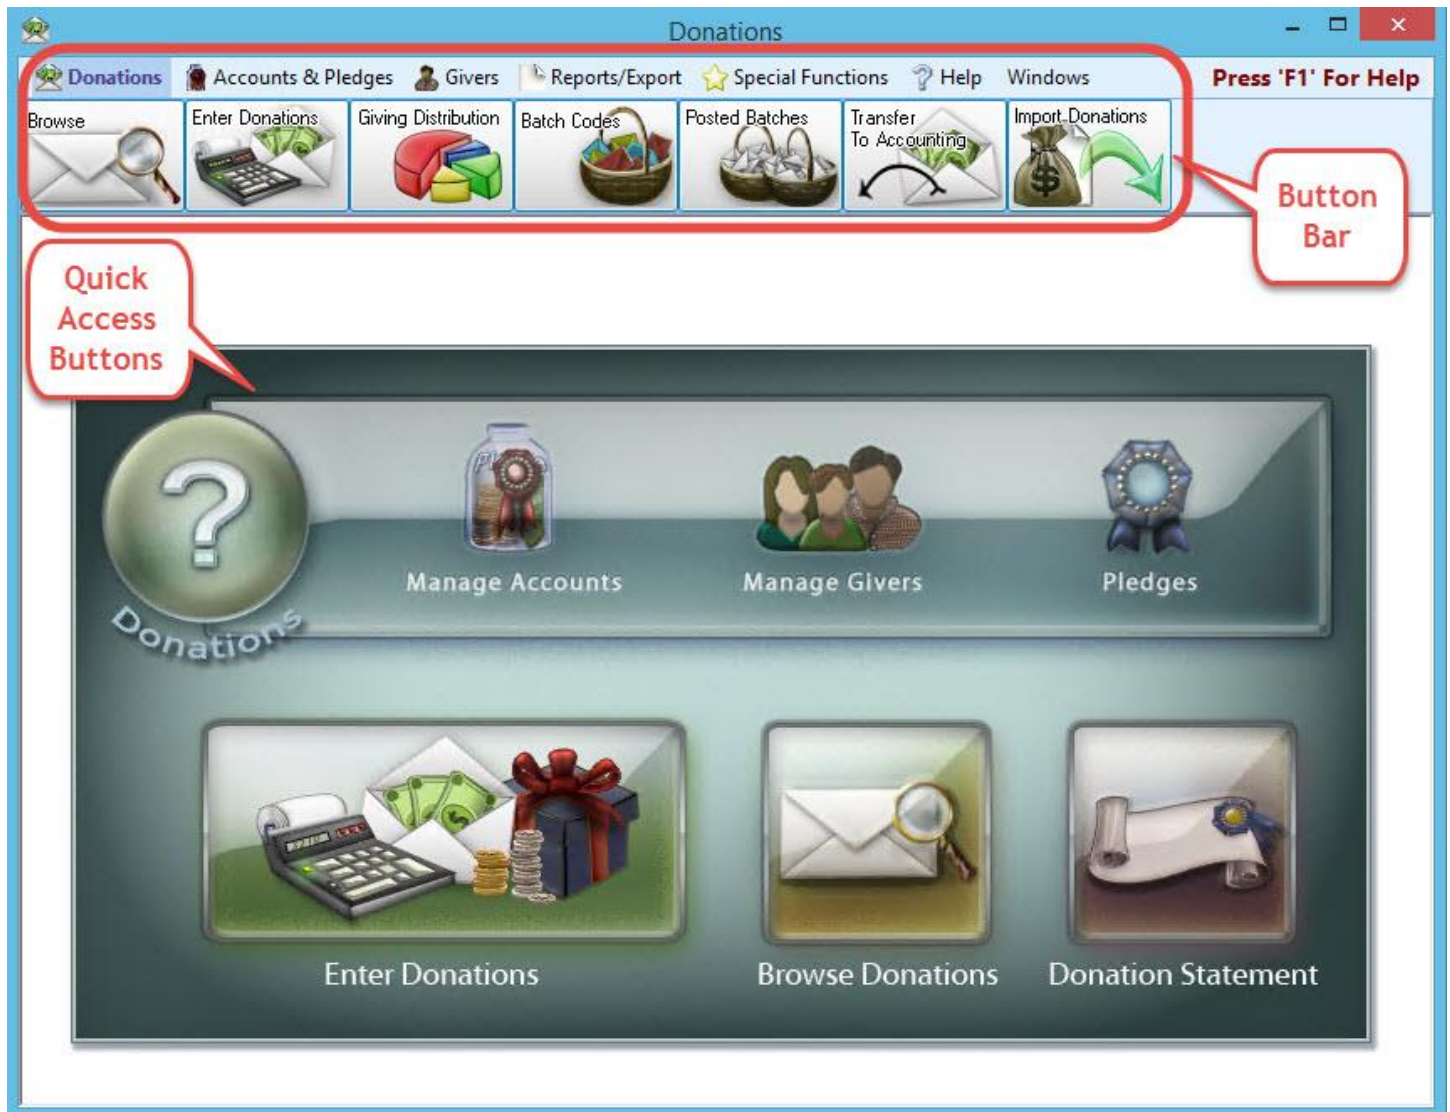 Donations
Donations Accounts & Pledges Givers Reports/Export Special Functions Help Windows Press 'F1' For Help
Browse
Enter Donations
Giving Distribution
Batch Codes
Posted Batches
Transfer
To Accounting
Import Donations
Button
Bar
Quick
Access
Buttons
?
Donations
Manage Accounts
Manage Givers
Pledges
Enter Donations
Browse Donations
Donation Statement